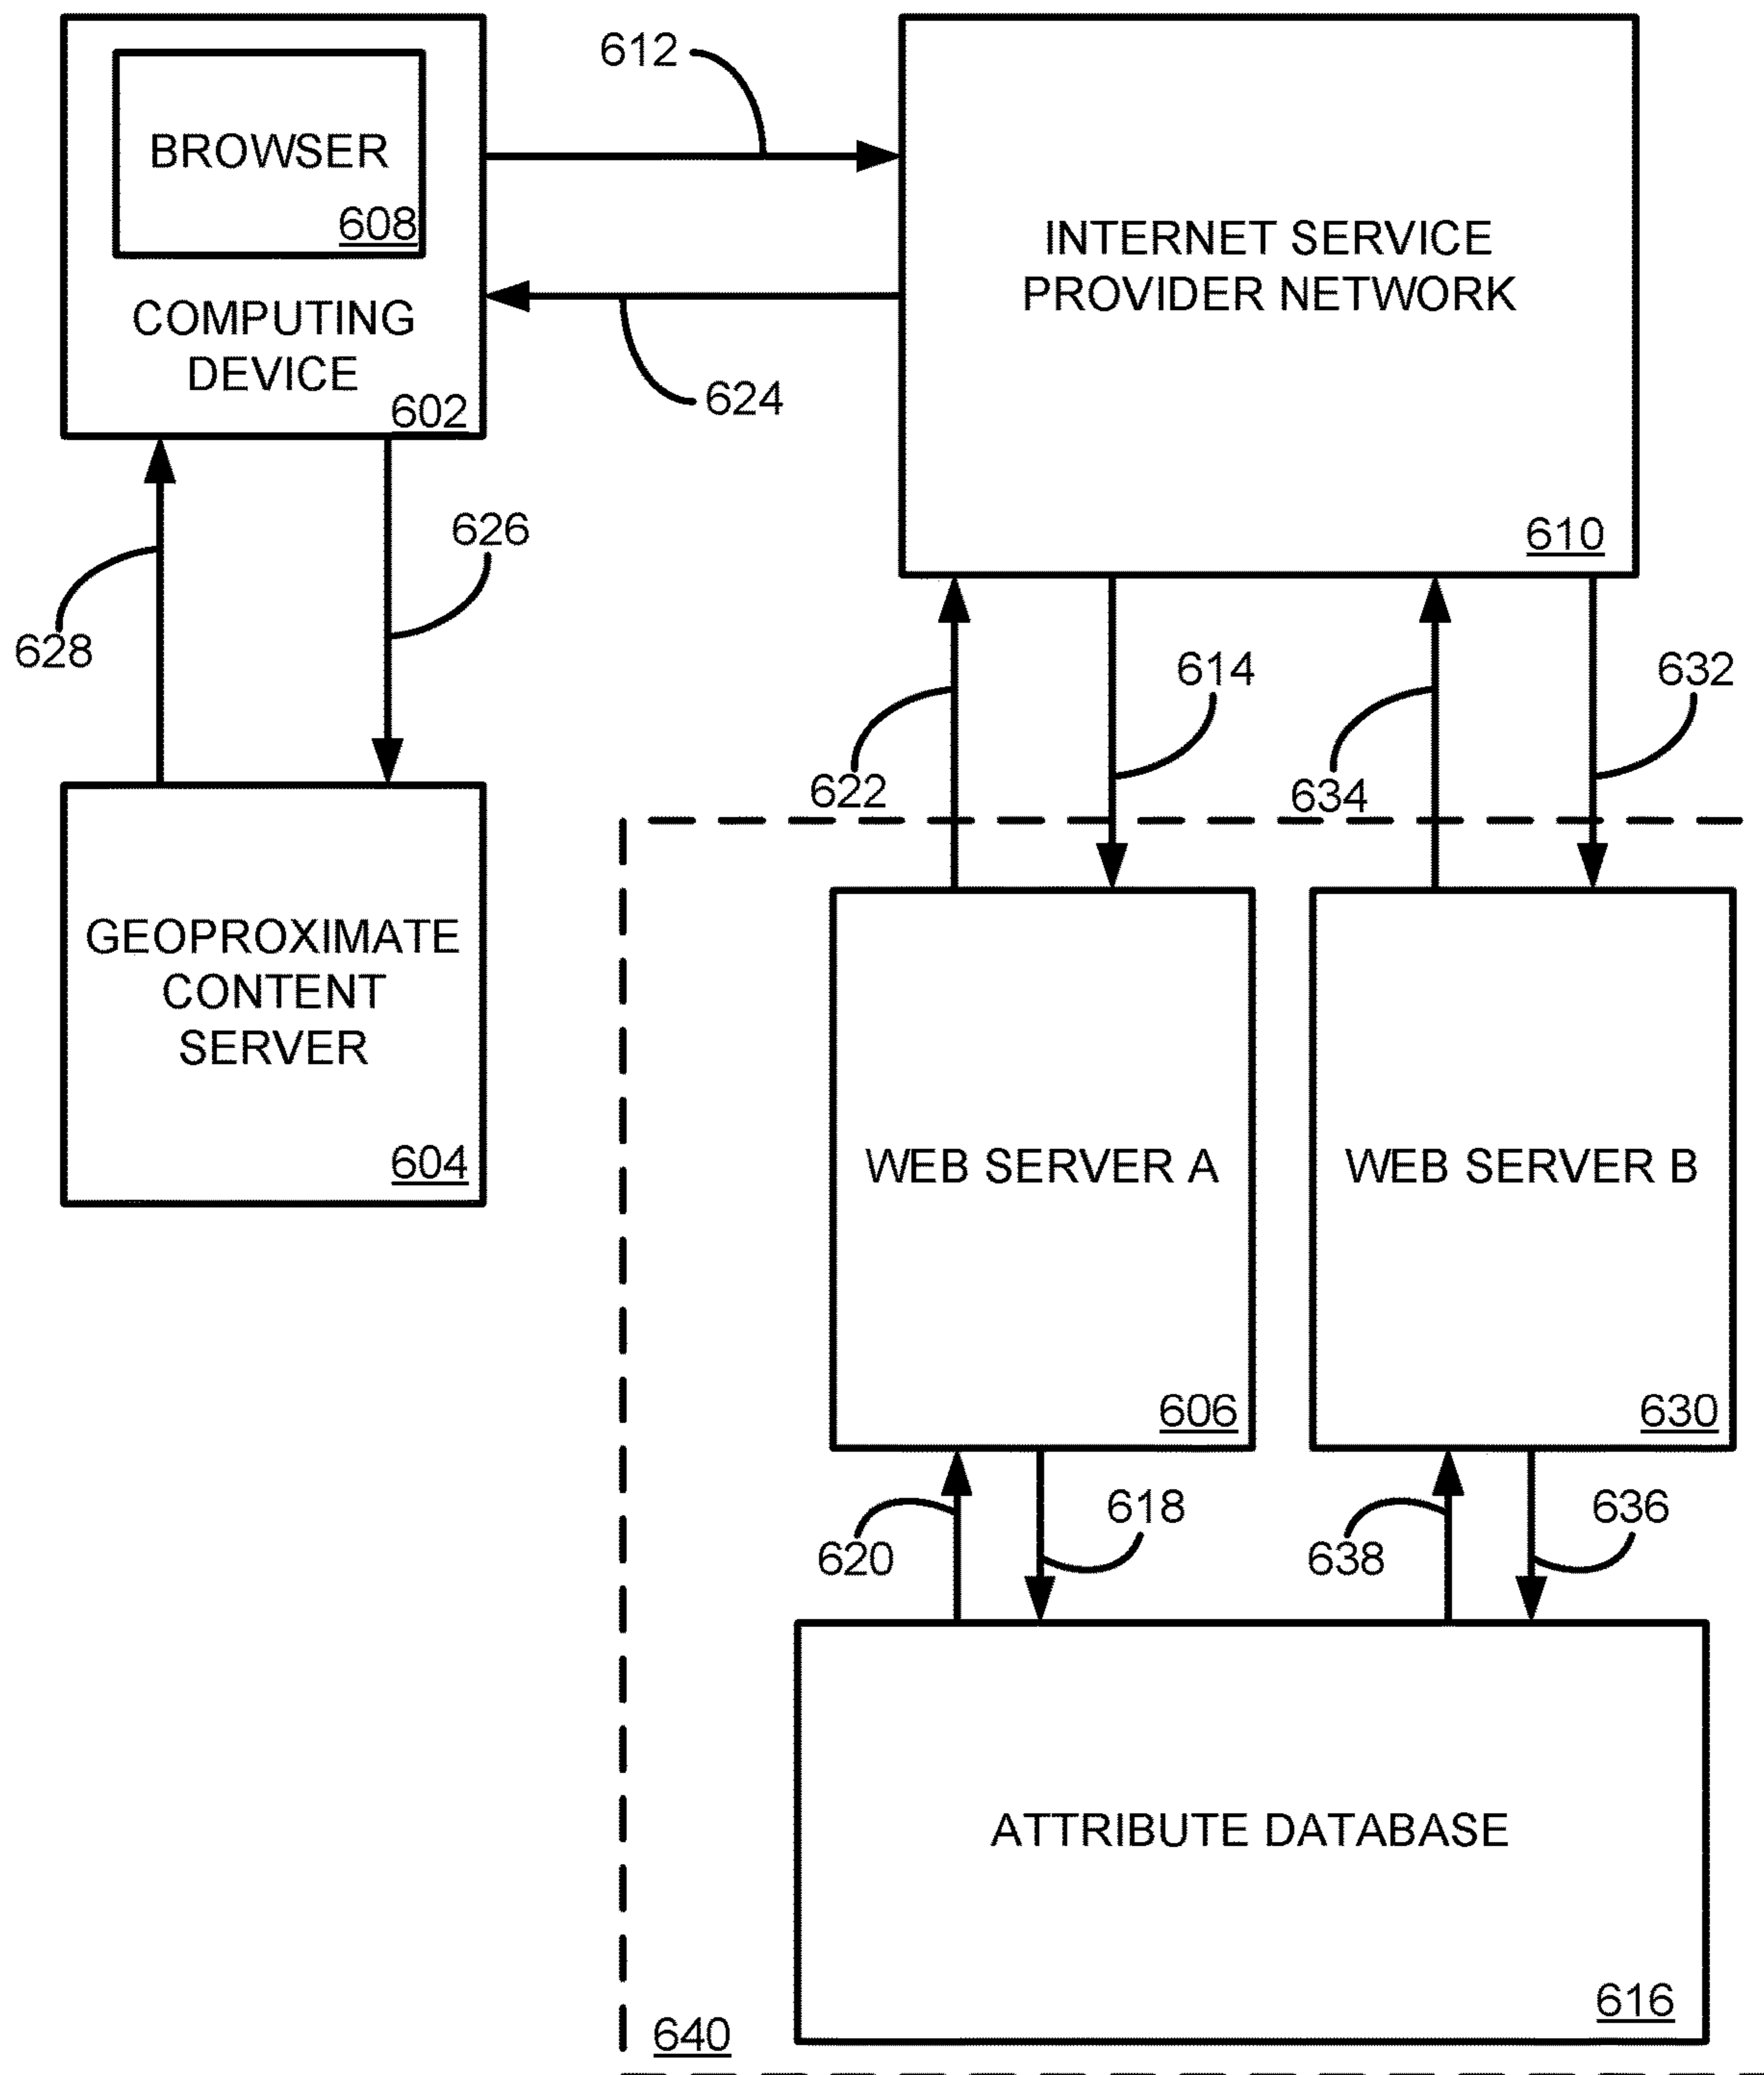 612
BROWSER
608
COMPUTING
DEVICE
602
INTERNET SERVICE
PROVIDER NETWORK
610
624
626
628
614
632
622
634
GEOPROXIMATE
CONTENT
SERVER
604
WEB SERVER A
606
WEB SERVER B
630
618
636
620
638
ATTRIBUTE DATABASE
616
640